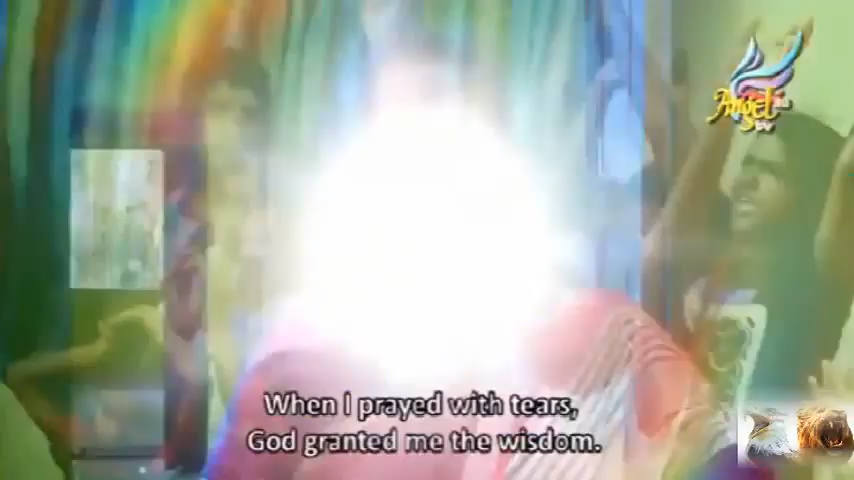 Angel
tv
When I prayed with tears,
God granted me the wisdom.